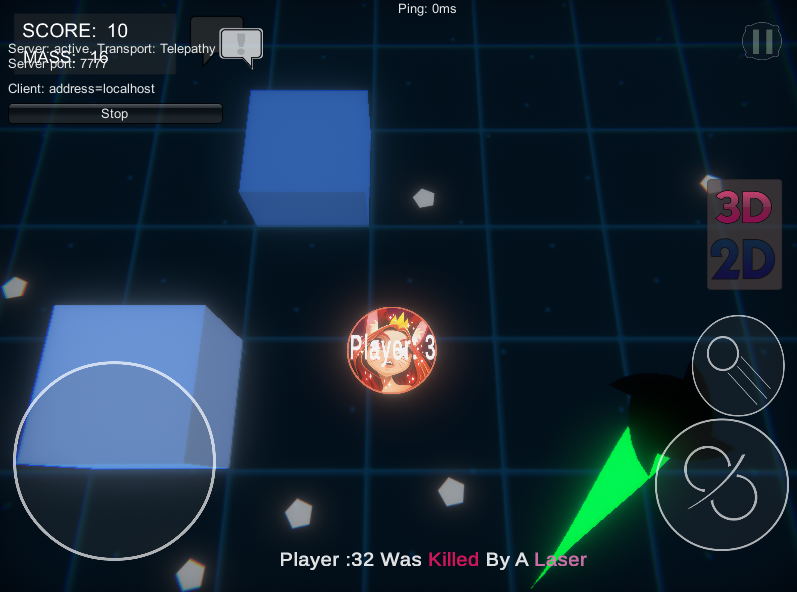 Ping: 0ms
SCORE: 10
Server: active. Transport: Telepathy
MASS: 16
Server port: 7777
Client: address=localhost
Stop
3D
2D
Player: 3
Player :32 Was Killed By A Laser